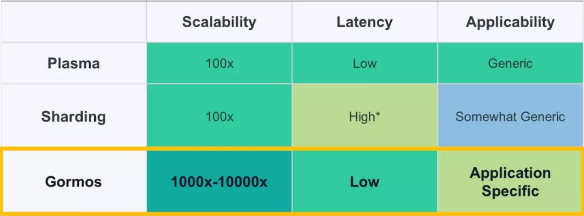 Scalability Latency Applicability
Plasma 100x Low Generic
Sharding 100x High* Somewhat Generic
Gormos 1000x-10000x Low Application
Specific